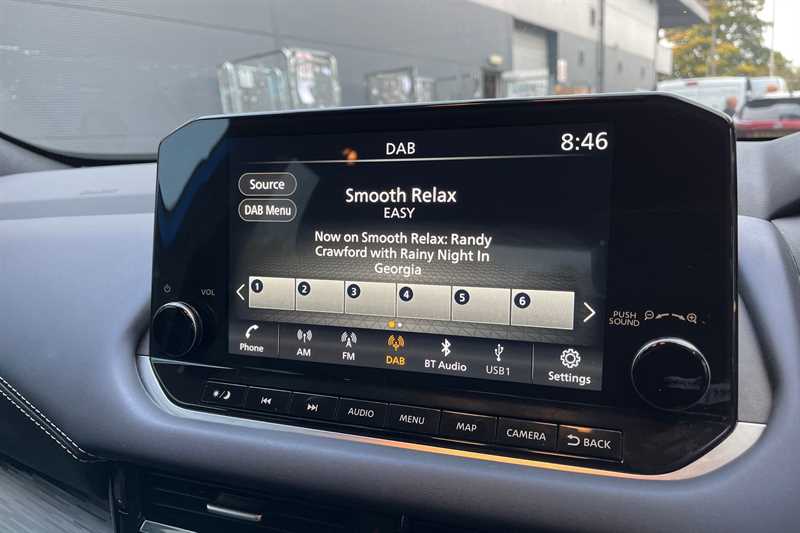 DAB
8:46
Source
DAB Menu
Smooth Relax
EASY
Now on Smooth Relax: Randy
Crawford with Rainy Night In
Georgia
1 2 3 4 5 6
Phone AM FM DAB BT Audio USB1 Settings
VOL
PUSH
SOUND
AUDIO MENU MAP CAMERA BACK